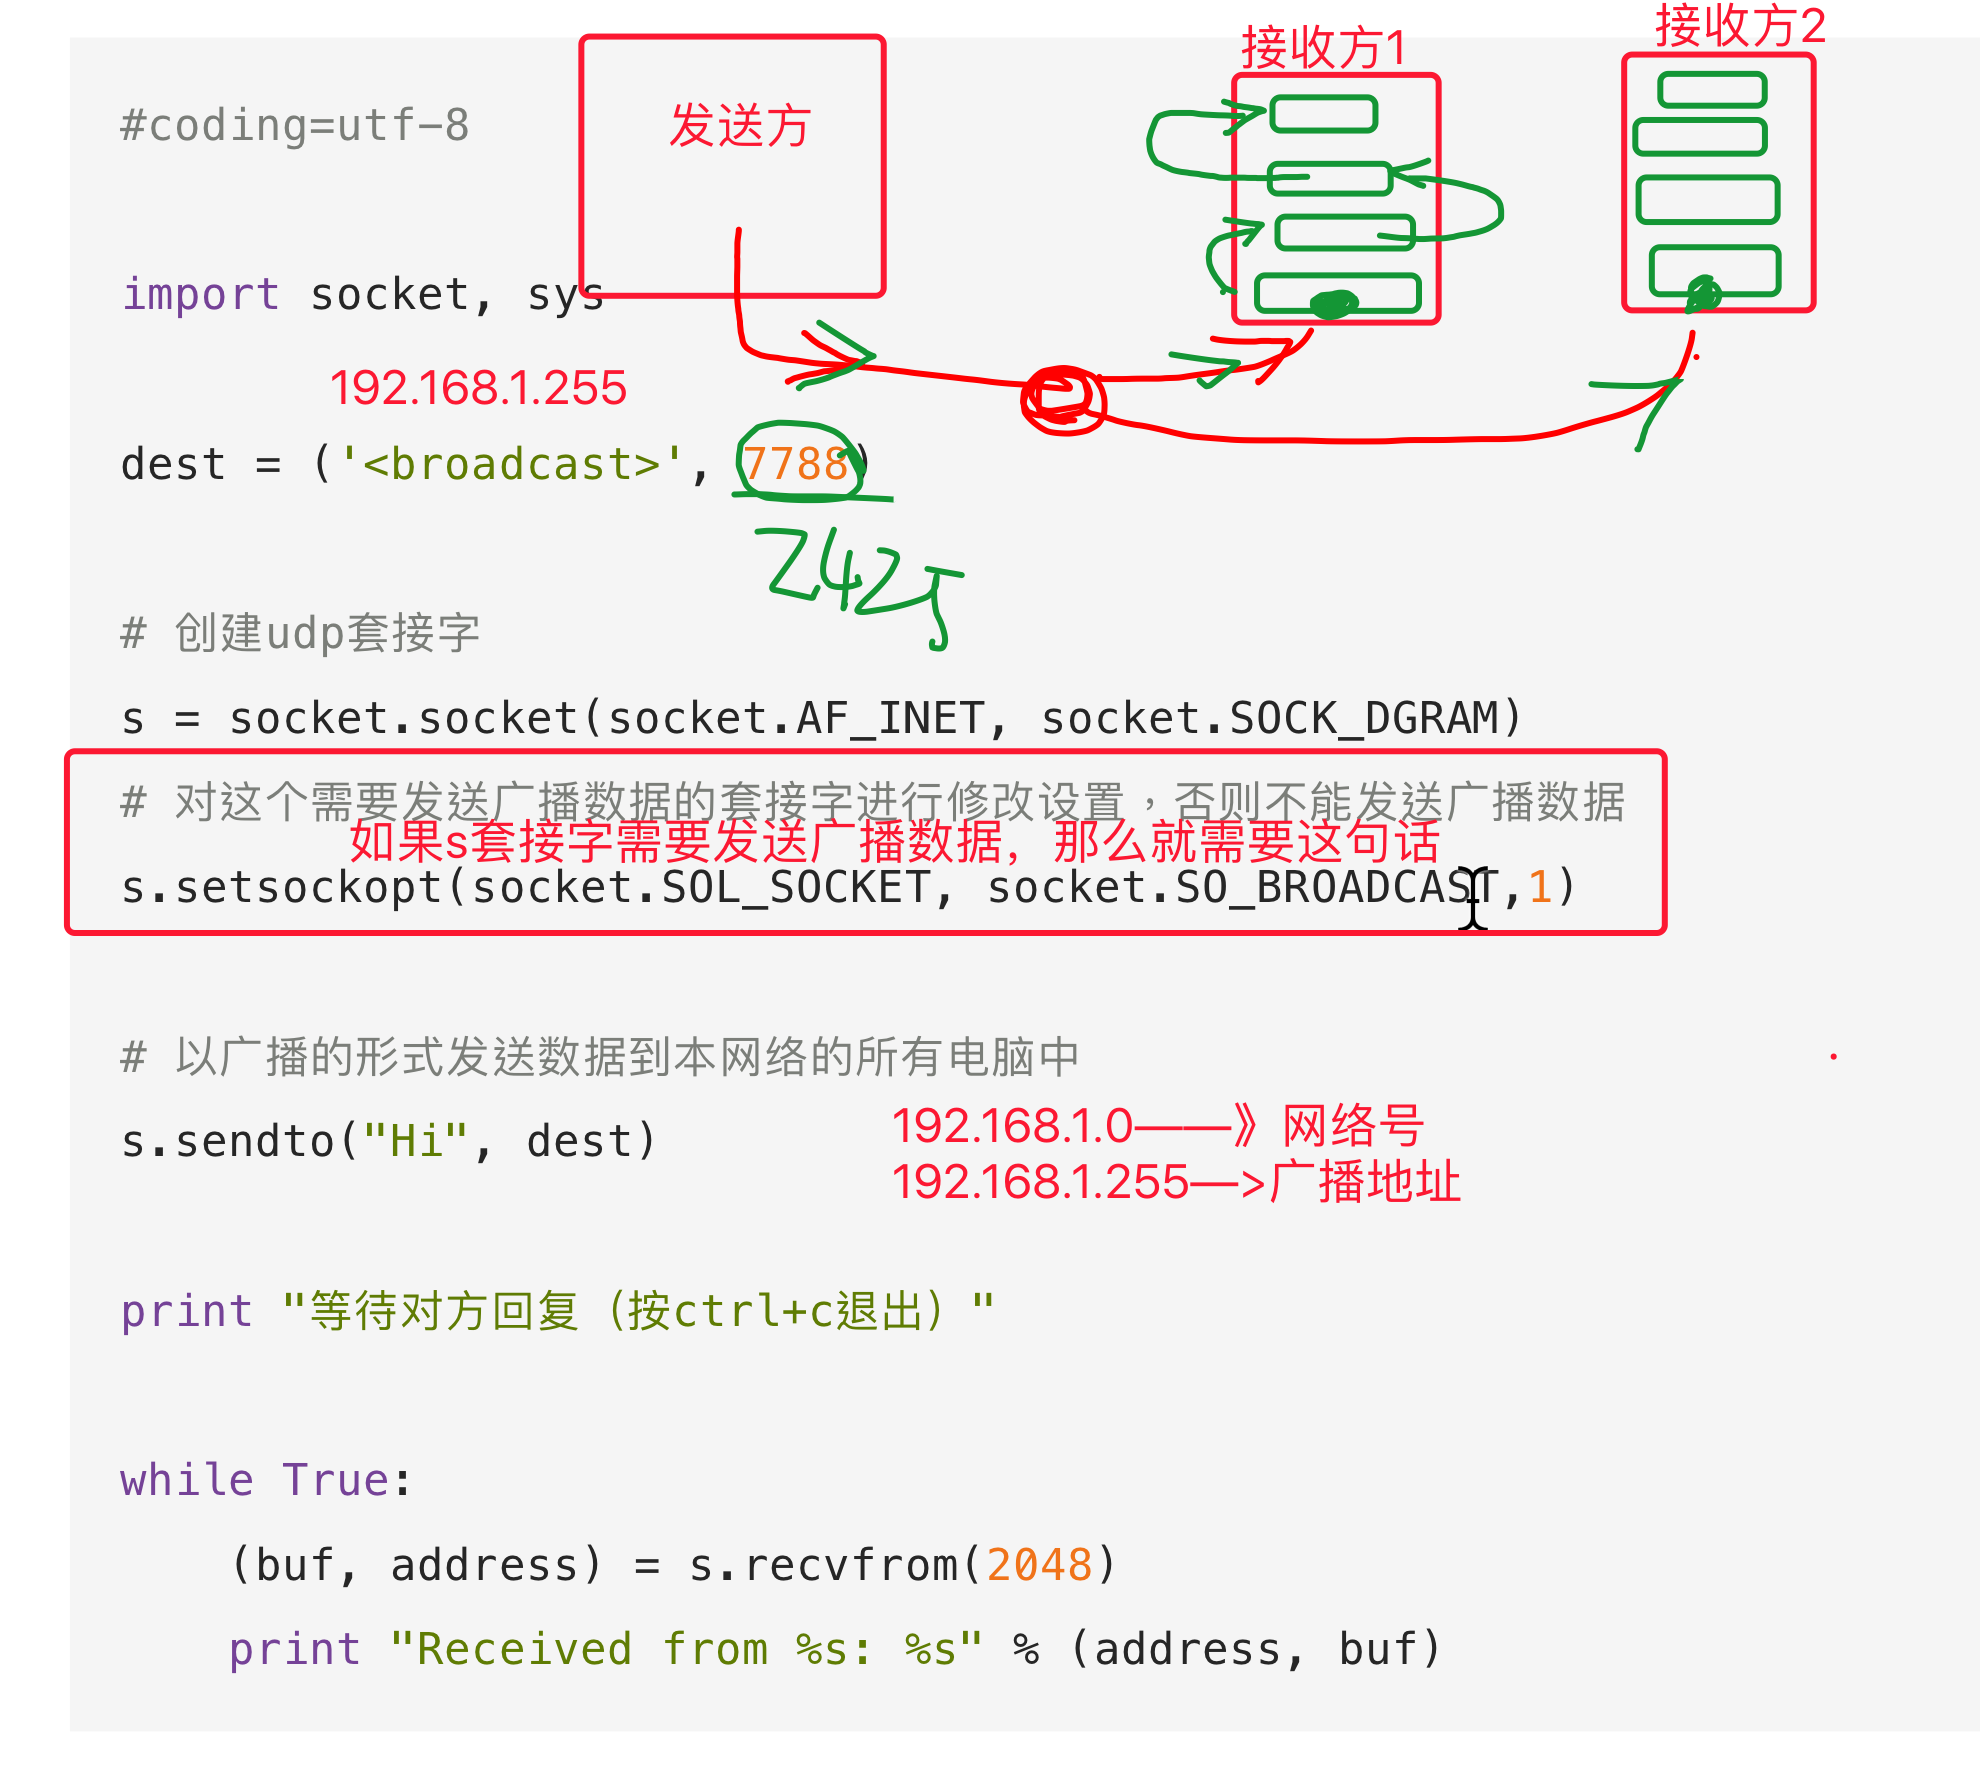 接收方1
接收方2
#coding=utf-8
发送方
import socket, sys
192.168.1.255
dest = ('<broadcast>', 7788)
2425
# 创建udp套接字
s = socket.socket(socket.AF_INET, socket.SOCK_DGRAM)
# 对这个需要发送广播数据的套接字进行修改设置，否则不能发送广播数据
如果s套接字需要发送广播数据，那么就需要这句话
s.setsockopt(socket.SOL_SOCKET, socket.SO_BROADCAST,1)
# 以广播的形式发送数据到本网络的所有电脑中
s.sendto("Hi", dest)
192.168.1.0——》网络号
192.168.1.255—>广播地址
print "等待对方回复（按ctrl+c退出）"
while True:
    (buf, address) = s.recvfrom(2048)
    print "Received from %s: %s" % (address, buf)